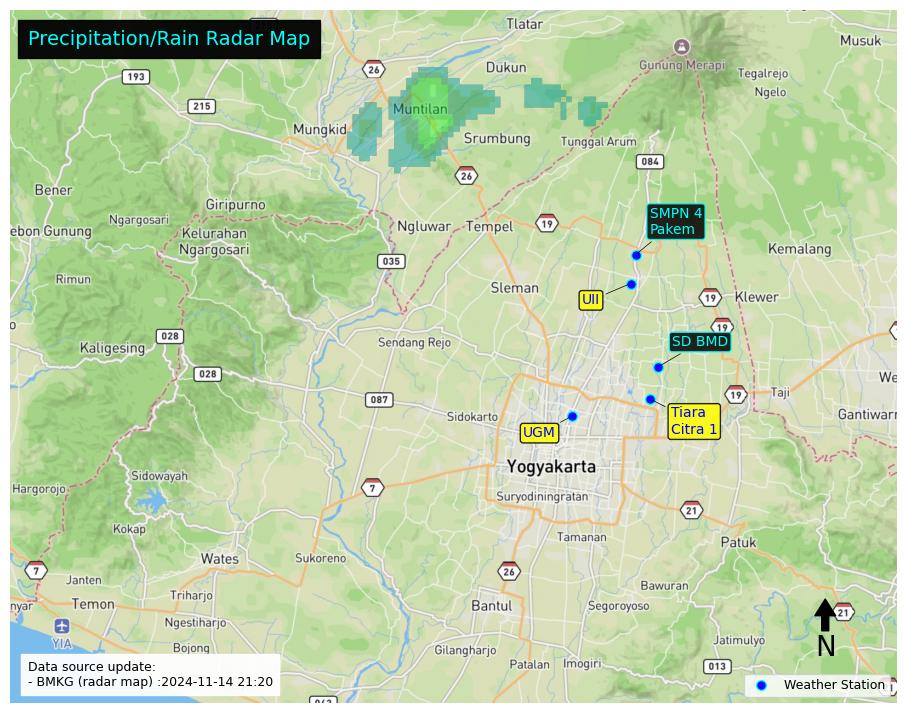 Precipitation/Rain Radar Map
Tlatar
Musuk
26
Dukun
Gunung Merapi
193
Tegalrejo
Ngelo
215
Muntilan
Mungkid
Srumbung
Tunggal Arum
084
26
Bener
Giripurno
SMPN 4
Pakem
Ngargosari
Ngluwar
Tempel
26
ebon Gunung
Kelurahan
Ngargosari
Kemalang
035
Rimun
Sleman
UII
19
Klewer
19
028
Sendang Rejo
SD BMD
Kaligesing
028
We
Taji
19
087
Tiara
Citra 1
Sidokarto
Gantiwarn
UGM
Yogyakarta
Sidowayah
Hargorojo
7
Suryodiningratan
21
Kokap
Tamanan
Patuk
Wates
Sukoreno
7
26
Janten
Bawuran
Triharjo
nyar
Temon
Bantul
Segoroyoso
21
Ngestiharjo
YIA
Jatimulyo
N
Bojong
Gilangharjo
Patalan
Imogiri
013
Data source update:
- BMKG (radar map) :2024-11-14 21:20
Weather Station